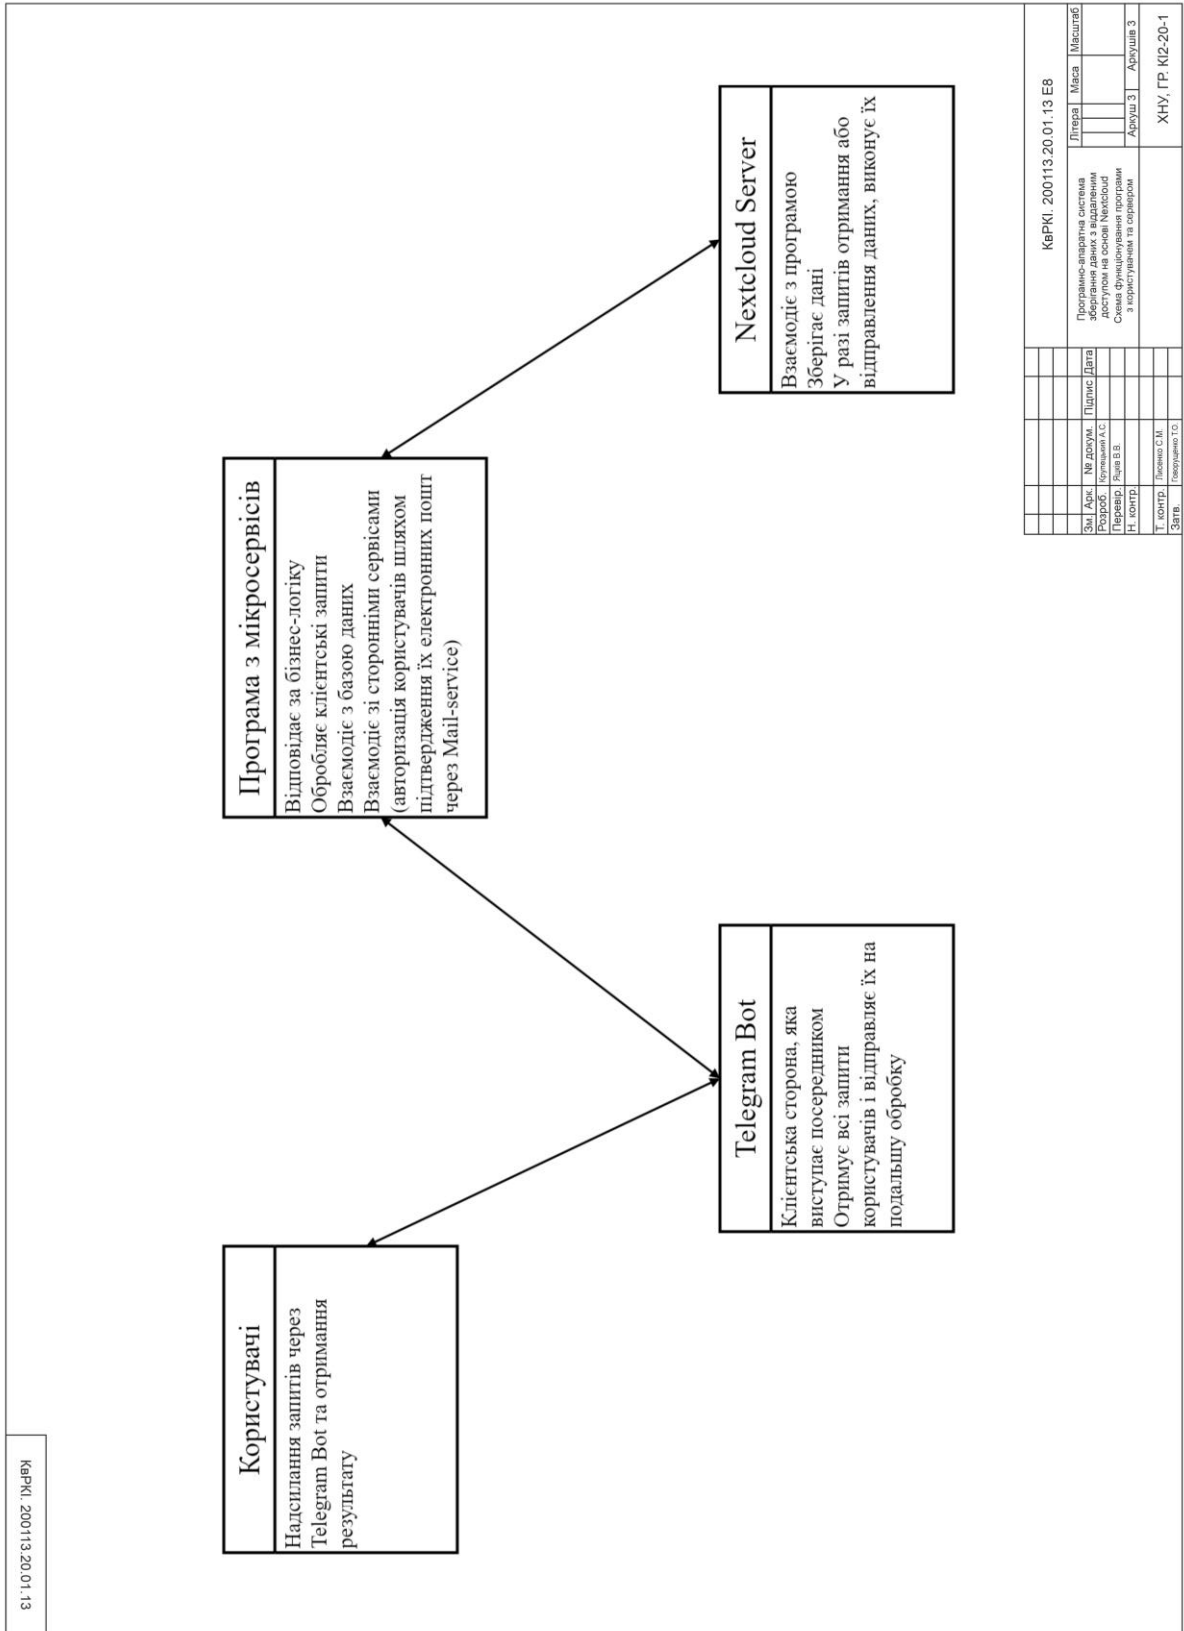 КвРКІ. 200113.20.01.13
Користувачі
Надсилання запитів через
Telegram Bot та отримання
результату
Telegram Bot
Клієнтська сторона, яка
виступає посередником
Отримує всі запити
користувачів і відправляє їх на
подальшу обробку
Програма з мікросервісів
Відповідає за бізнес-логіку
Обробляє клієнтські запити
Взаємодіє з базою даних
Взаємодіє зі сторонніми сервісами
(авторизація користувачів шляхом
підтвердження їх електронних пошт
через Mail-service)
Nextcloud Server
Взаємодіє з програмою
Зберігає дані
У разі запитів отримання або
відправлення даних, виконує їх
КвРКІ. 200113.20.01.13 Е8
Зм. Арк. № докум. Підпис Дата
Розроб. Крупецький А.С.
Перевір. Яцків В.В.
Н. контр.
Т. контр. Лисенко С.М.
Затв. Говорущенко Т.О.
Програмно-апаратна система
зберігання даних з віддаленим
доступом на основі Nextcloud
Схема функціонування програми
з користувачем та сервером
Літера Маса Масштаб
Аркуш 3 Аркушів 3
ХНУ, ГР. КІ2-20-1